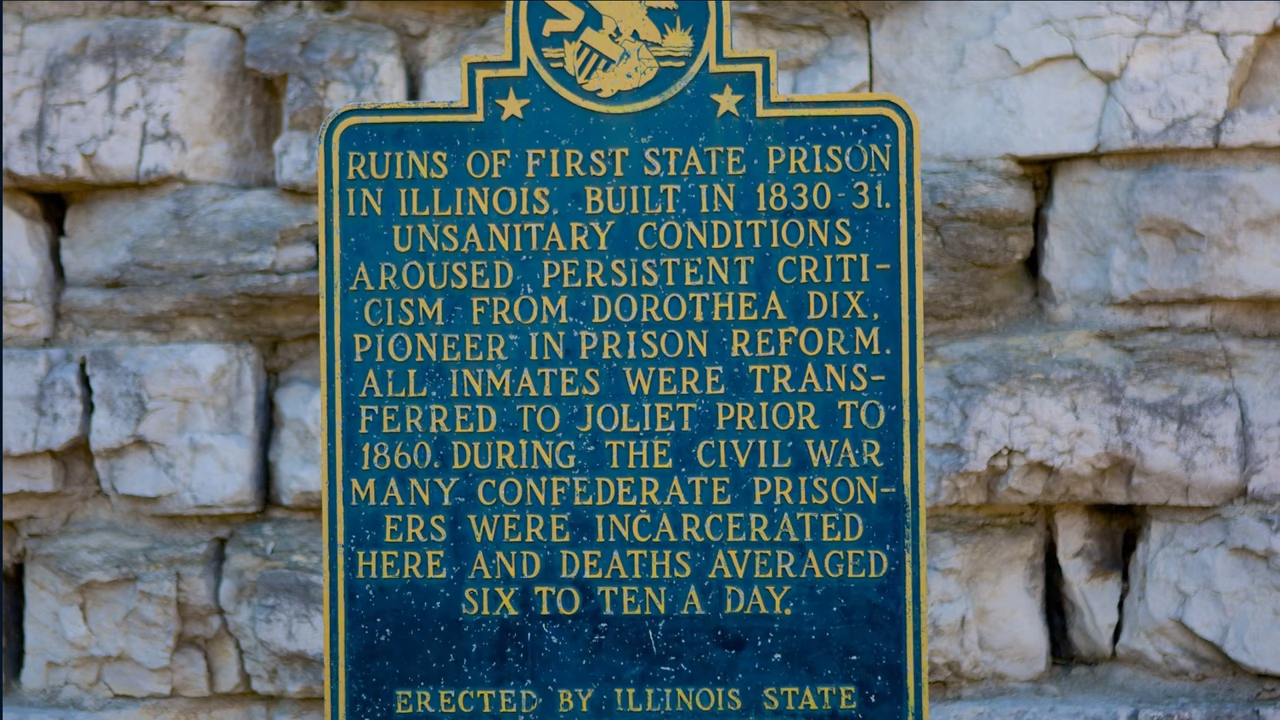 RUINS OF FIRST STATE PRISON
IN ILLINOIS. BUILT IN 1830-31.
UNSANITARY CONDITIONS
AROUSED PERSISTENT CRITI-
CISM FROM DOROTHEA DIX,
PIONEER IN PRISON REFORM.
ALL INMATES WERE TRANS-
FERRED TO JOLIET PRIOR TO
1860. DURING THE CIVIL WAR
MANY CONFEDERATE PRISON-
ERS WERE INCARCERATED
HERE AND DEATHS AVERAGED
SIX TO TEN A DAY.
ERECTED BY ILLINOIS STATE